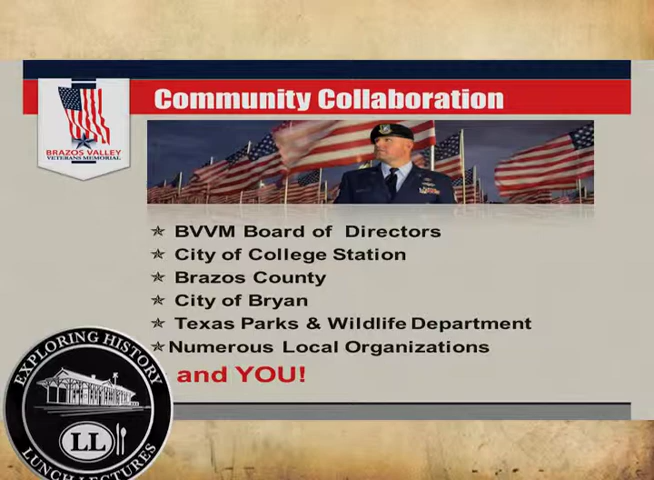 Community Collaboration
BRAZOS VALLEY
VETERANS MEMORIAL
BVVM Board of Directors
City of College Station
Brazos County
City of Bryan
Texas Parks & Wildlife Department
Numerous Local Organizations
and YOU!
EXPLORING HISTORY
LL
LUNCH LECTURES